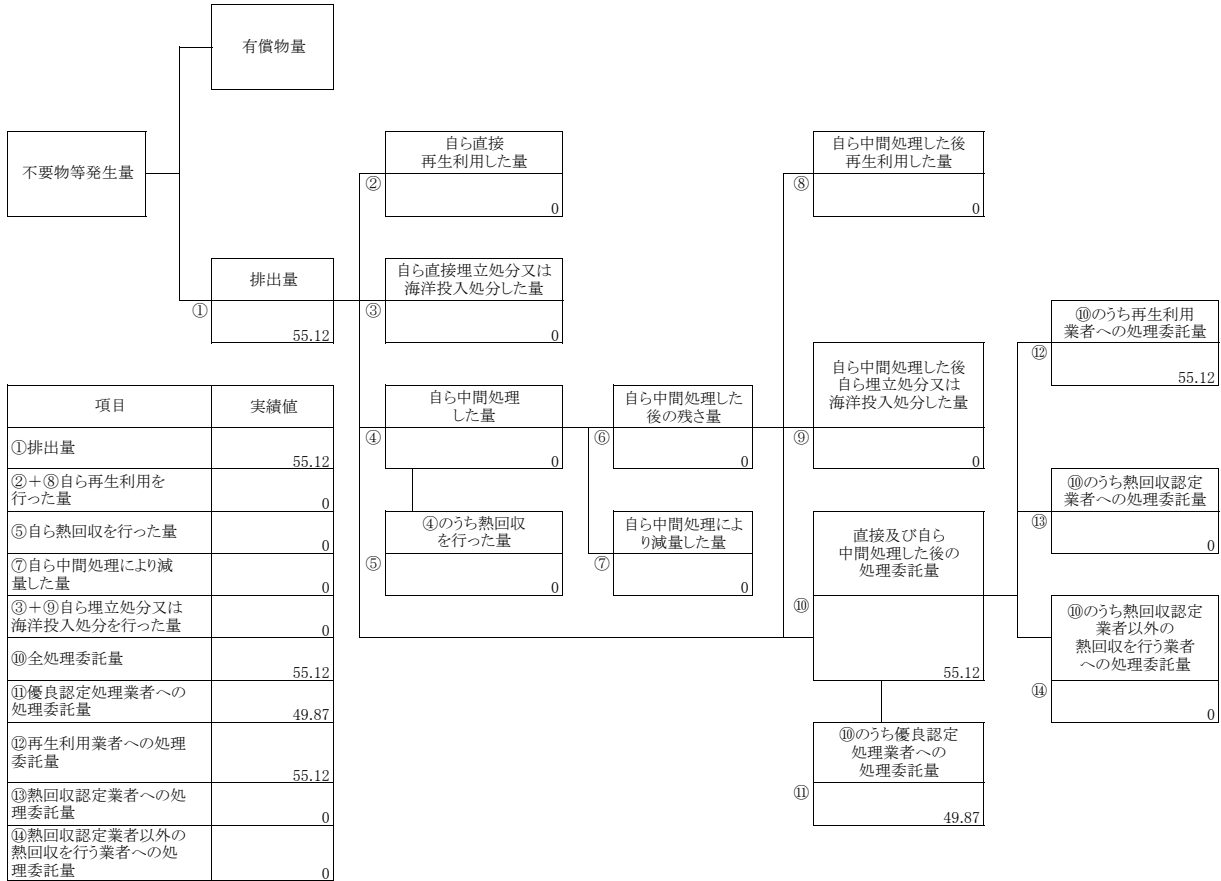 有償物量
不要物等発生量
自ら直接
再生利用した量
②
0
自ら中間処理した後
再生利用した量
⑧
0
排出量
①
55.12
自ら直接埋立処分又は
海洋投入処分した量
③
0
⑩のうち再生利用
業者への処理委託量
⑫
55.12
自ら中間処理した後
自ら埋立処分又は
海洋投入処分した量
⑨
0
自ら中間処理
した量
④
0
自ら中間処理した
後の残さ量
⑥
0
⑩のうち熱回収認定
業者への処理委託量
⑬
0
④のうち熱回収
を行った量
⑤
0
自ら中間処理によ
り減量した量
⑦
0
直接及び自ら
中間処理した後の
処理委託量
⑩
55.12
⑩のうち熱回収認定
業者以外の
熱回収を行う業者
への処理委託量
⑭
0
⑩のうち優良認定
処理業者への
処理委託量
⑪
49.87
項目
実績値
①排出量
55.12
②＋⑧自ら再生利用を
行った量
0
⑤自ら熱回収を行った量
0
⑦自ら中間処理により減
量した量
0
③＋⑨自ら埋立処分又は
海洋投入処分を行った量
0
⑩全処理委託量
55.12
⑪優良認定処理業者への
処理委託量
49.87
⑫再生利用業者への処理
委託量
55.12
⑬熱回収認定業者への処
理委託量
0
⑭熱回収認定業者以外の
熱回収を行う業者への処
理委託量
0